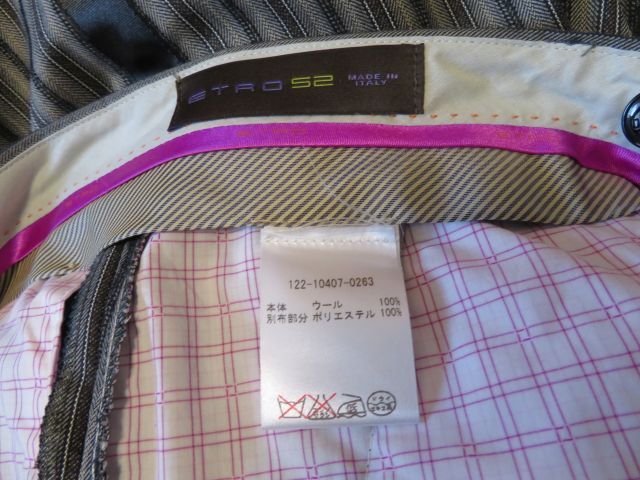 ETRO 52
MADE IN
ITALY
122-10407-0263
本体 ウール 100%
別布部分 ポリエステル 100%